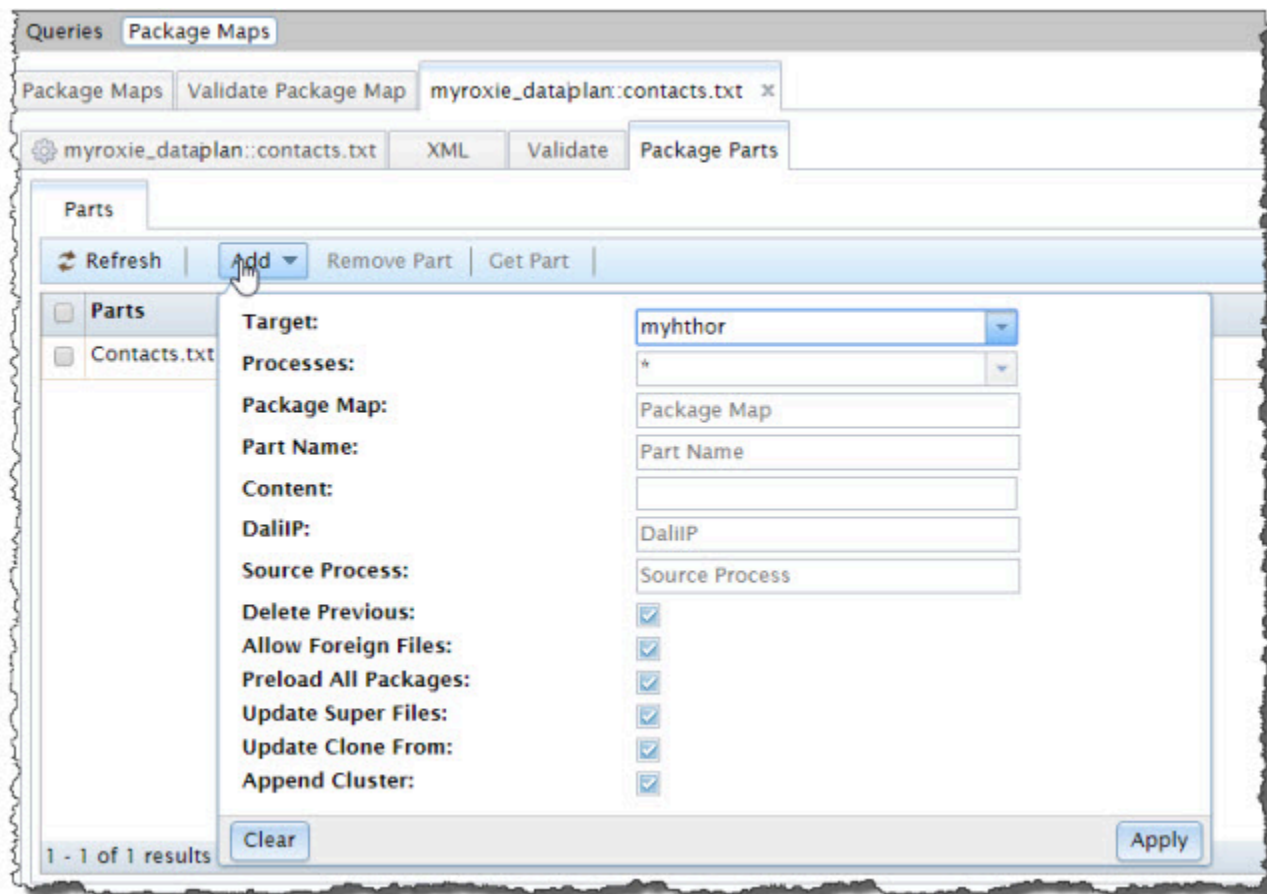 Queries Package Maps
Package Maps Validate Package Map myroxie_dataplan::contacts.txt x
myroxie_dataplan::contacts.txt XML Validate Package Parts
Parts
Refresh Add Remove Part Get Part
Parts
Contacts.txt
Target: myhthor
Processes: *
Package Map: Package Map
Part Name: Part Name
Content:
DaliIP: DaliIP
Source Process: Source Process
Delete Previous:
Allow Foreign Files:
Preload All Packages:
Update Super Files:
Update Clone From:
Append Cluster:
Clear Apply
1 - 1 of 1 results